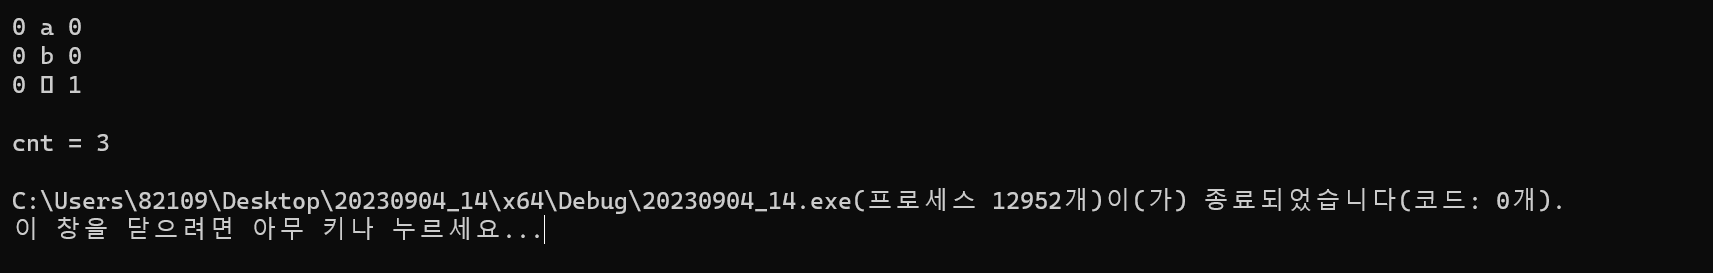 0 a 0
0 b 0
0 ▯ 1
cnt = 3
C:\Users\82109\Desktop\20230904_14\x64\Debug\20230904_14.exe(프로세스 12952개)이(가) 종료되었습니다(코드: 0개).
이 창을 닫으려면 아무 키나 누르세요...